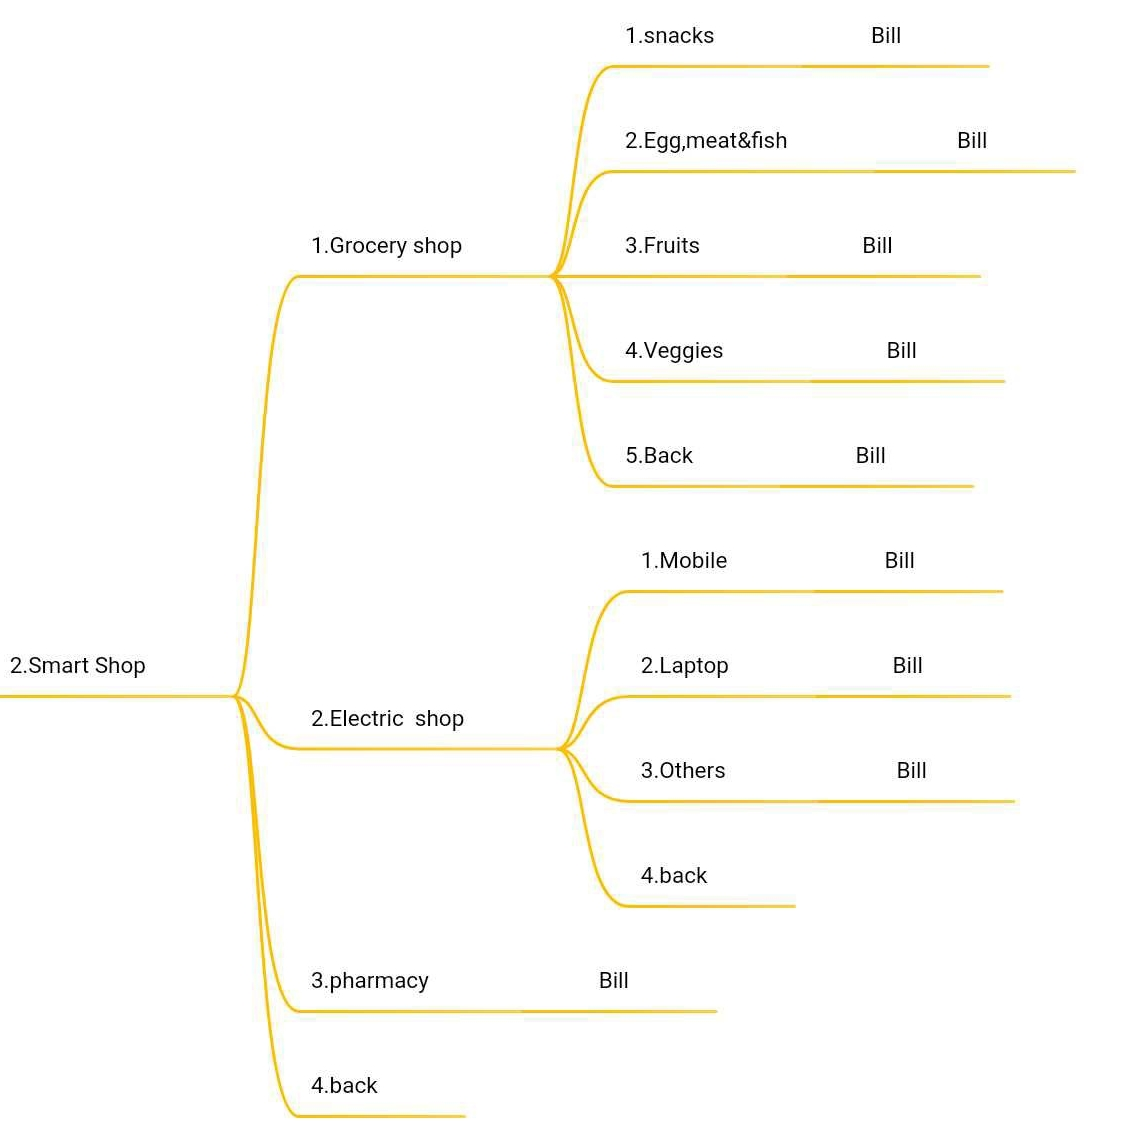 1.snacks Bill
2.Egg,meat&fish Bill
1.Grocery shop 3.Fruits Bill
4.Veggies Bill
5.Back Bill
1.Mobile Bill
2.Smart Shop 2.Laptop Bill
2.Electric  shop
3.Others Bill
4.back
3.pharmacy Bill
4.back